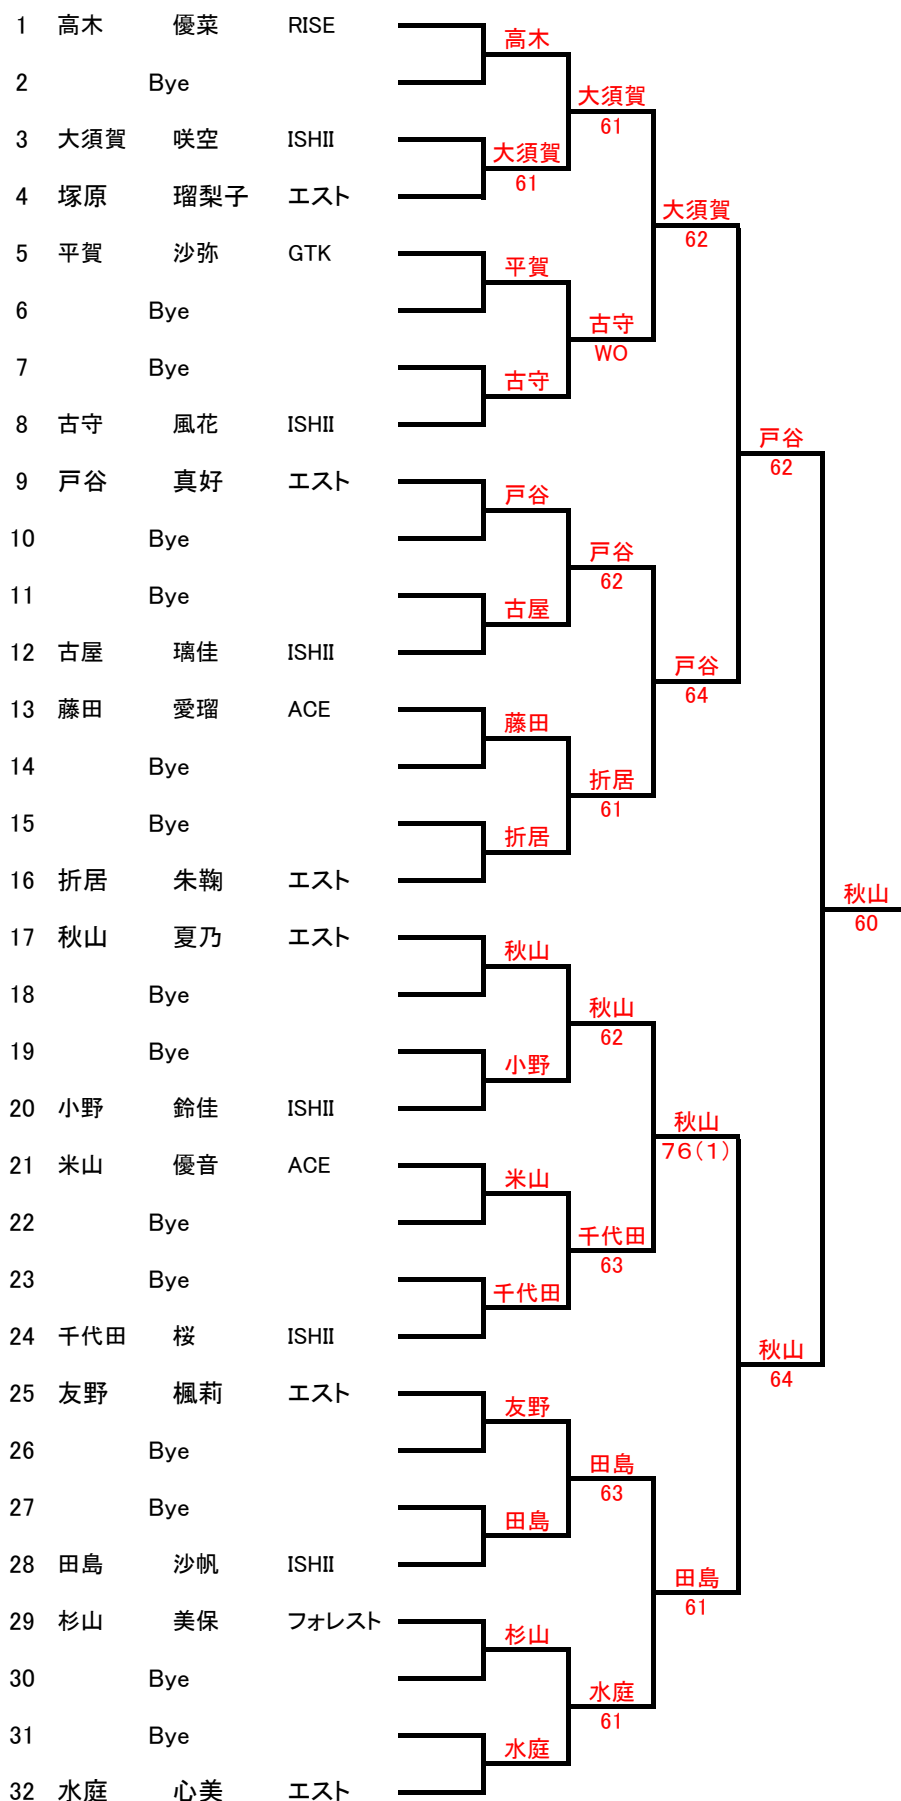 1 高木 優菜 RISE
高木
2 Bye
大須賀
61
3 大須賀 咲空 ISHII
大須賀
61
4 塚原 瑠梨子 エスト
大須賀
62
5 平賀 沙弥 GTK
平賀
6 Bye
古守
WO
7 Bye
古守
8 古守 風花 ISHII
戸谷
62
9 戸谷 真好 エスト
戸谷
10 Bye
戸谷
62
11 Bye
古屋
12 古屋 璃佳 ISHII
戸谷
64
13 藤田 愛瑠 ACE
藤田
14 Bye
折居
61
15 Bye
折居
16 折居 朱鞠 エスト
秋山
60
17 秋山 夏乃 エスト
秋山
18 Bye
秋山
62
19 Bye
小野
20 小野 鈴佳 ISHII
秋山
76(1)
21 米山 優音 ACE
米山
22 Bye
千代田
63
23 Bye
千代田
24 千代田 桜 ISHII
秋山
64
25 友野 楓莉 エスト
友野
26 Bye
田島
63
27 Bye
田島
28 田島 沙帆 ISHII
田島
61
29 杉山 美保 フォレスト
杉山
30 Bye
水庭
61
31 Bye
水庭
32 水庭 心美 エスト